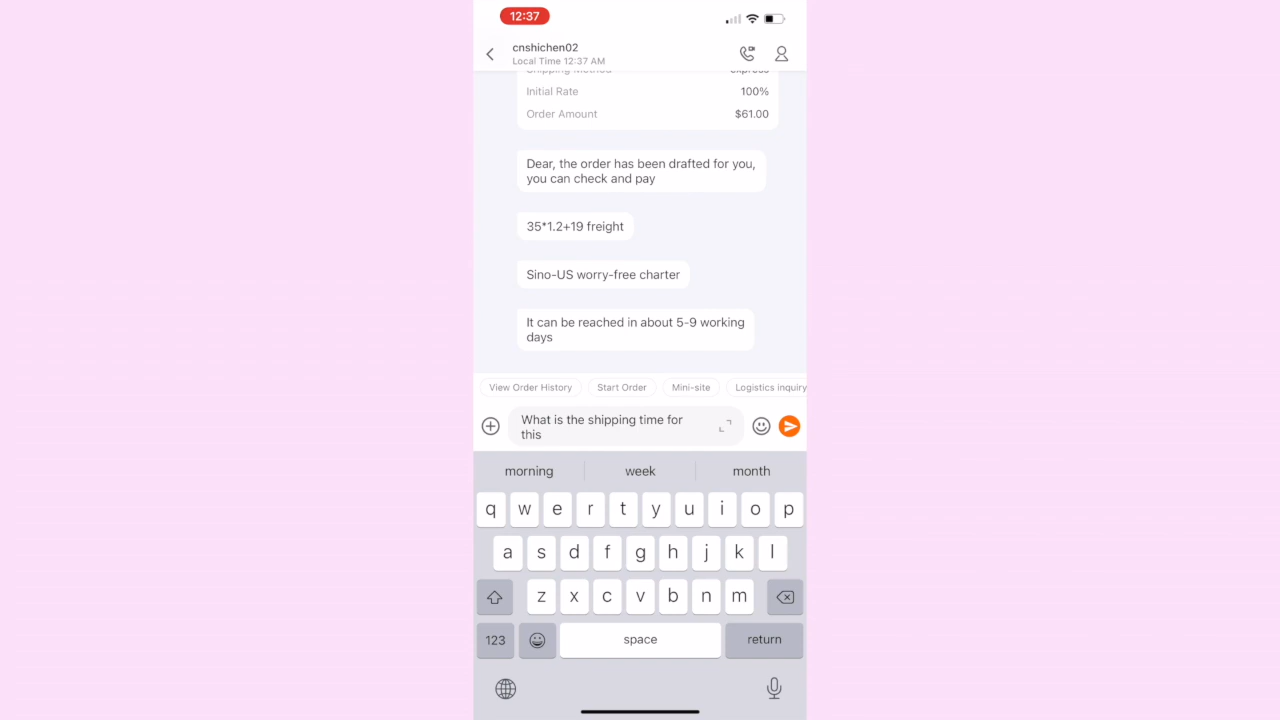 12:37
cnshichen02
Local Time 12:37 AM
Shipping Method express
Initial Rate 100%
Order Amount $61.00
Dear, the order has been drafted for you,
you can check and pay
35*1.2+19 freight
Sino-US worry-free charter
It can be reached in about 5-9 working
days
View Order History Start Order Mini-site Logistics inquiry
What is the shipping time for
this
morning week month
q w e r t y u i o p
a s d f g h j k l
z x c v b n m
123 space return